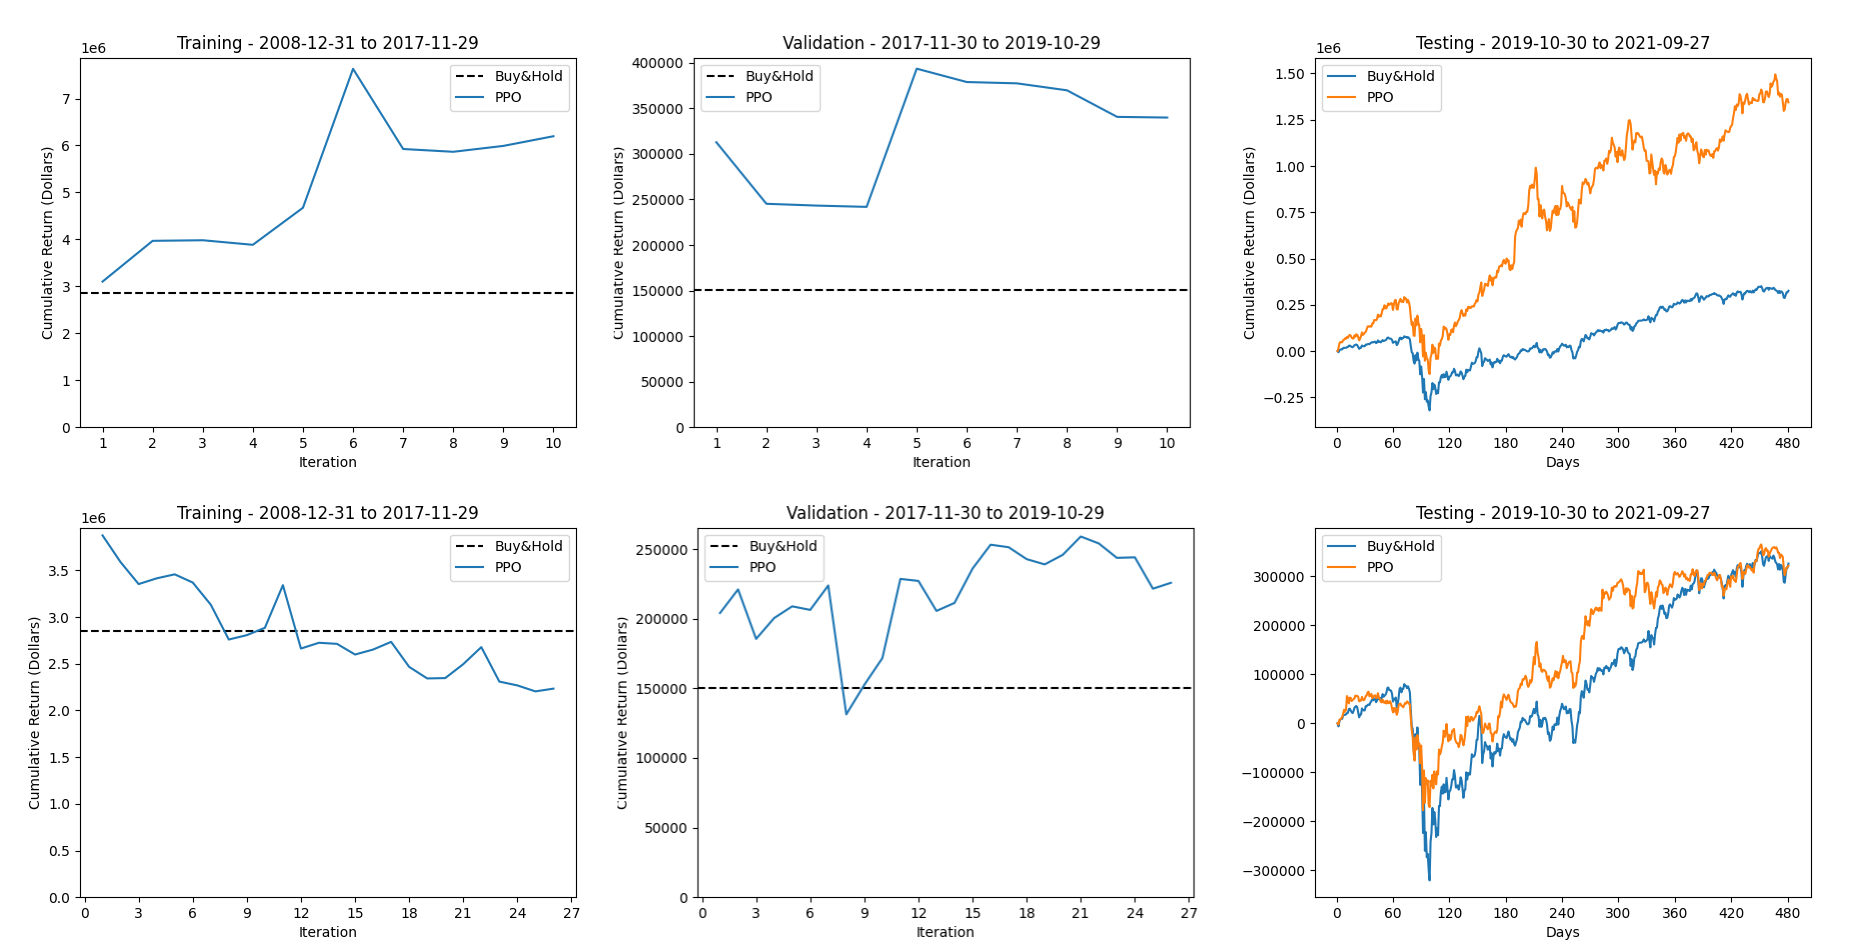 Training - 2008-12-31 to 2017-11-29
1e6
Cumulative Return (Dollars)
7
6
5
4
3
2
1
0
Buy&Hold
PPO
1 2 3 4 5 6 7 8 9 10
Iteration
Validation - 2017-11-30 to 2019-10-29
Cumulative Return (Dollars)
400000
350000
300000
250000
200000
150000
100000
50000
0
Buy&Hold
PPO
1 2 3 4 5 6 7 8 9 10
Iteration
Testing - 2019-10-30 to 2021-09-27
1e6
Cumulative Return (Dollars)
1.50
1.25
1.00
0.75
0.50
0.25
0.00
−0.25
Buy&Hold
PPO
0 60 120 180 240 300 360 420 480
Days
Training - 2008-12-31 to 2017-11-29
1e6
Cumulative Return (Dollars)
3.5
3.0
2.5
2.0
1.5
1.0
0.5
0.0
Buy&Hold
PPO
0 3 6 9 12 15 18 21 24 27
Iteration
Validation - 2017-11-30 to 2019-10-29
Cumulative Return (Dollars)
250000
200000
150000
100000
50000
0
Buy&Hold
PPO
0 3 6 9 12 15 18 21 24 27
Iteration
Testing - 2019-10-30 to 2021-09-27
Cumulative Return (Dollars)
300000
200000
100000
0
−100000
−200000
−300000
Buy&Hold
PPO
0 60 120 180 240 300 360 420 480
Days